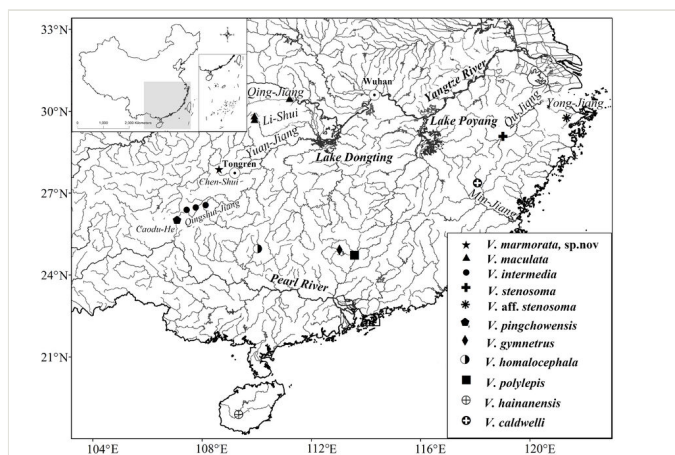 33°N
30°N
27°N
24°N
21°N
104°E
108°E
112°E
116°E
120°E
Wuhan
Yangtze River
Qing-Jiang
Li-Shui
Yuan-Jiang
Lake Dongting
Lake Poyang
Qu-Jiang
Yong-Jiang
Tongren
Chen-Shui
Qingshui-Jiang
Caodu-He
Min-Jiang
Pearl River
V. marmorata, sp.nov
V. maculata
V. intermedia
V. stenosoma
V. aff. stenosoma
V. pingchowensis
V. gymnetrus
V. homalocephala
V. polylepis
V. hainanensis
V. caldwelli